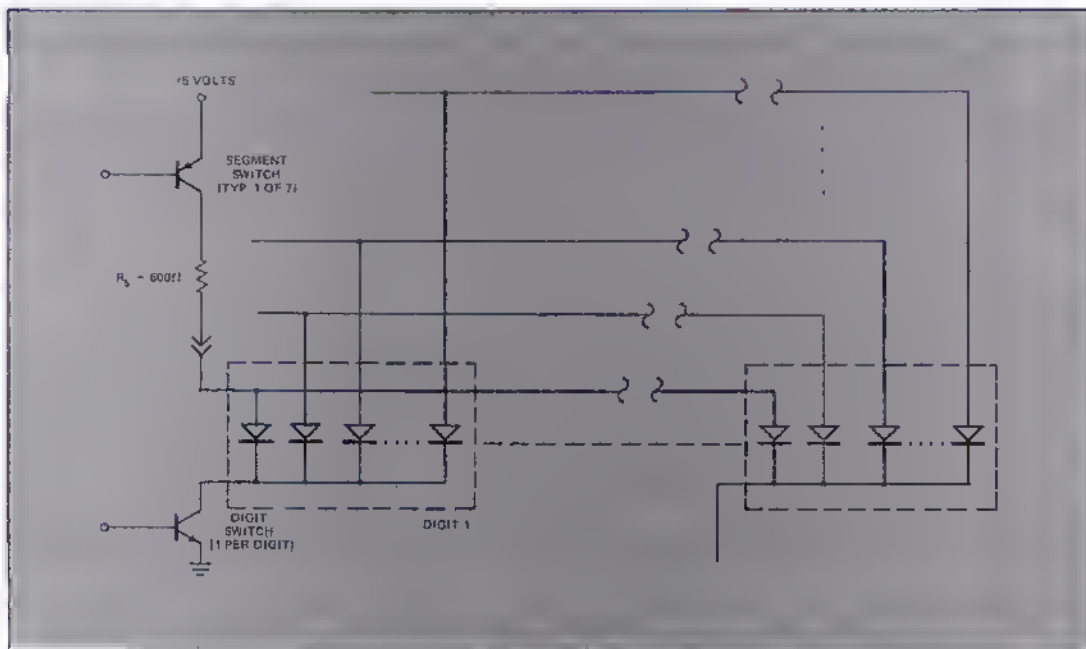 +5 VOLTS
SEGMENT
SWITCH
(TYP. 1 OF 7)
R_S = 600Ω
DIGIT
SWITCH
(1 PER DIGIT)
DIGIT 1